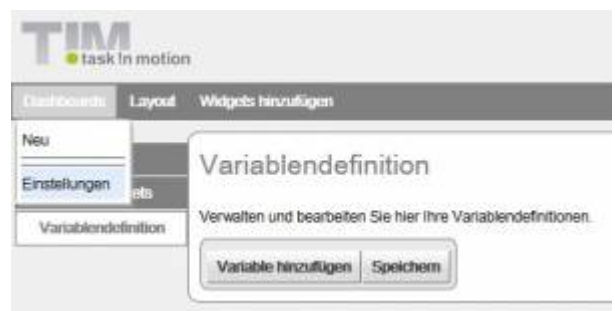 TIM
task in motion
Dashboards Layout Widgets hinzufügen
Neu
Einstellungen
ets
Variablendefinition
Variablendefinition
Verwalten und bearbeiten Sie hier Ihre Variablendefinitionen.
Variable hinzufügen Speichern